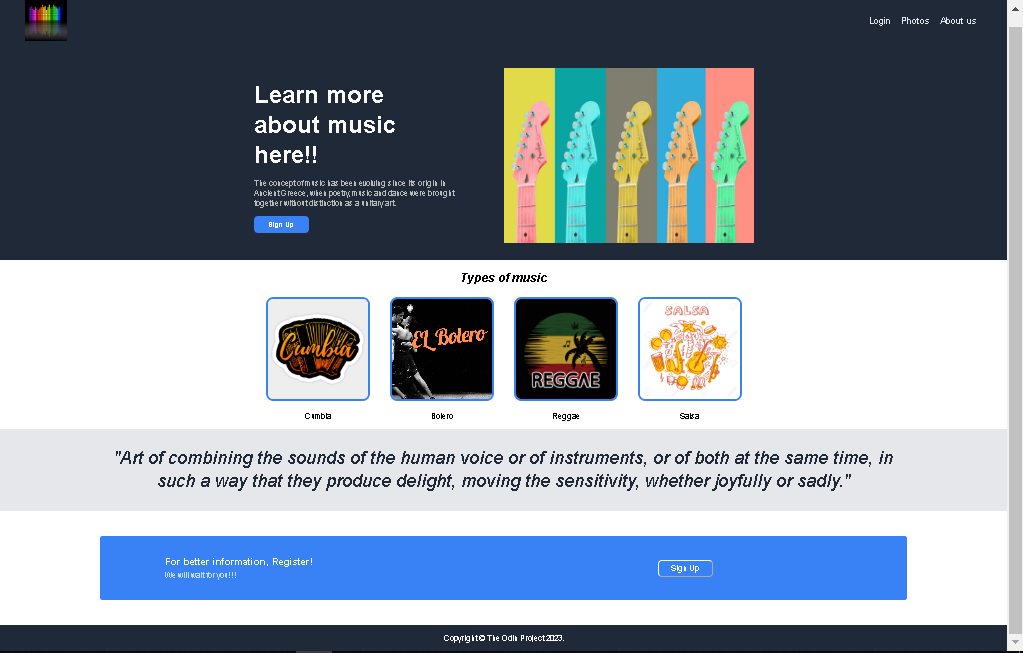 Login Photos About us
Learn more
about music
here!!
The concept of music has been evolving since its origin in
Ancient Greece, when poetry, music and dance were brought
together without distinction as a unitary art.
Sign Up
Types of music
Cumbia
EL Bolero
REGGAE
SALSA
Cumbia
Bolero
Reggae
Salsa
"Art of combining the sounds of the human voice or of instruments, or of both at the same time, in
such a way that they produce delight, moving the sensitivity, whether joyfully or sadly."
For better information, Register!
We will wait for you!!!
Sign Up
Copyright © The Odin Project 2023.